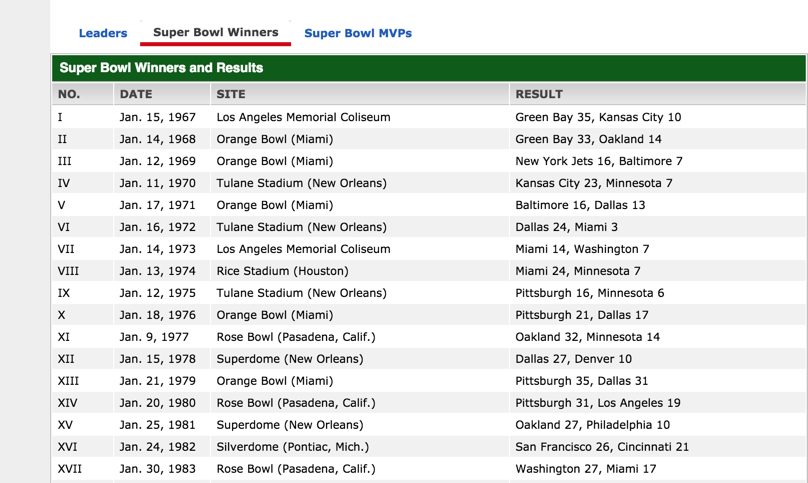 Leaders Super Bowl Winners Super Bowl MVPs
Super Bowl Winners and Results
NO. DATE SITE RESULT
I Jan. 15, 1967 Los Angeles Memorial Coliseum Green Bay 35, Kansas City 10
II Jan. 14, 1968 Orange Bowl (Miami) Green Bay 33, Oakland 14
III Jan. 12, 1969 Orange Bowl (Miami) New York Jets 16, Baltimore 7
IV Jan. 11, 1970 Tulane Stadium (New Orleans) Kansas City 23, Minnesota 7
V Jan. 17, 1971 Orange Bowl (Miami) Baltimore 16, Dallas 13
VI Jan. 16, 1972 Tulane Stadium (New Orleans) Dallas 24, Miami 3
VII Jan. 14, 1973 Los Angeles Memorial Coliseum Miami 14, Washington 7
VIII Jan. 13, 1974 Rice Stadium (Houston) Miami 24, Minnesota 7
IX Jan. 12, 1975 Tulane Stadium (New Orleans) Pittsburgh 16, Minnesota 6
X Jan. 18, 1976 Orange Bowl (Miami) Pittsburgh 21, Dallas 17
XI Jan. 9, 1977 Rose Bowl (Pasadena, Calif.) Oakland 32, Minnesota 14
XII Jan. 15, 1978 Superdome (New Orleans) Dallas 27, Denver 10
XIII Jan. 21, 1979 Orange Bowl (Miami) Pittsburgh 35, Dallas 31
XIV Jan. 20, 1980 Rose Bowl (Pasadena, Calif.) Pittsburgh 31, Los Angeles 19
XV Jan. 25, 1981 Superdome (New Orleans) Oakland 27, Philadelphia 10
XVI Jan. 24, 1982 Silverdome (Pontiac, Mich.) San Francisco 26, Cincinnati 21
XVII Jan. 30, 1983 Rose Bowl (Pasadena, Calif.) Washington 27, Miami 17